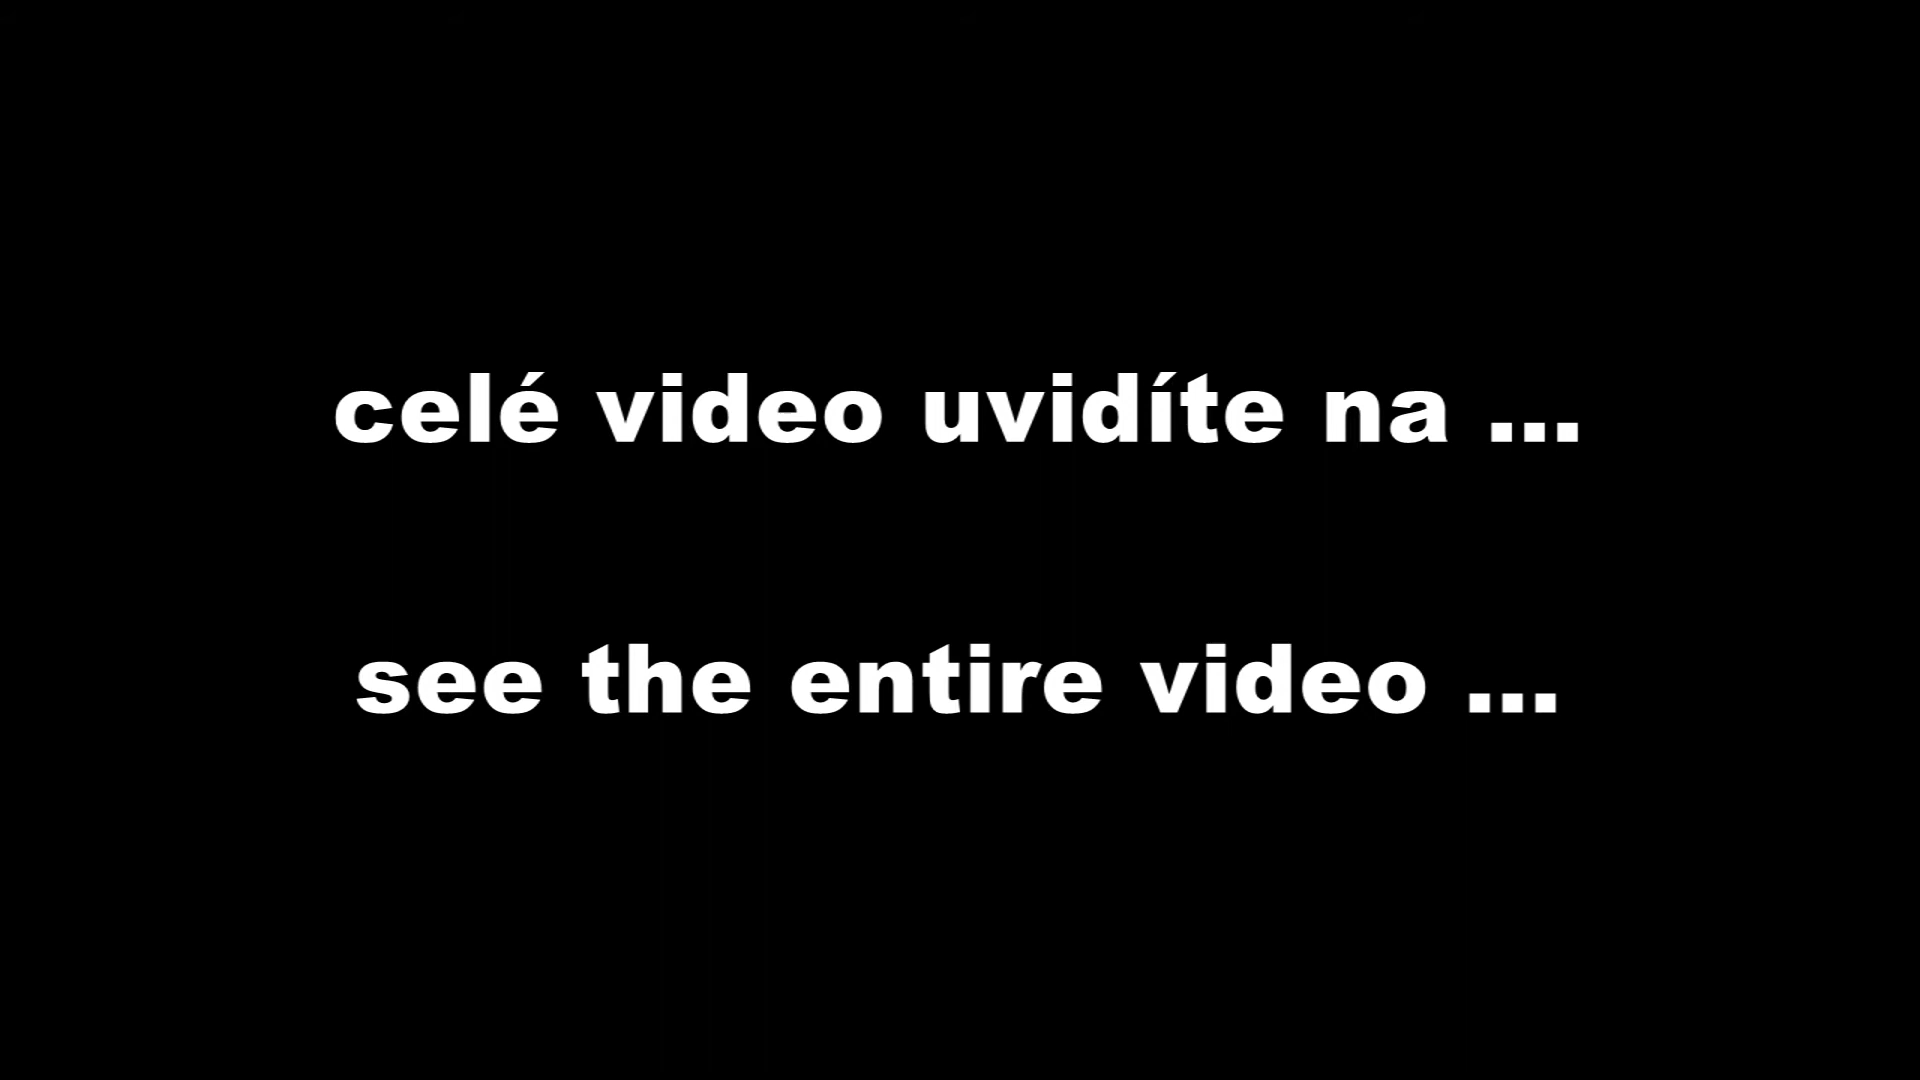 celé video uvidíte na ...
see the entire video ...